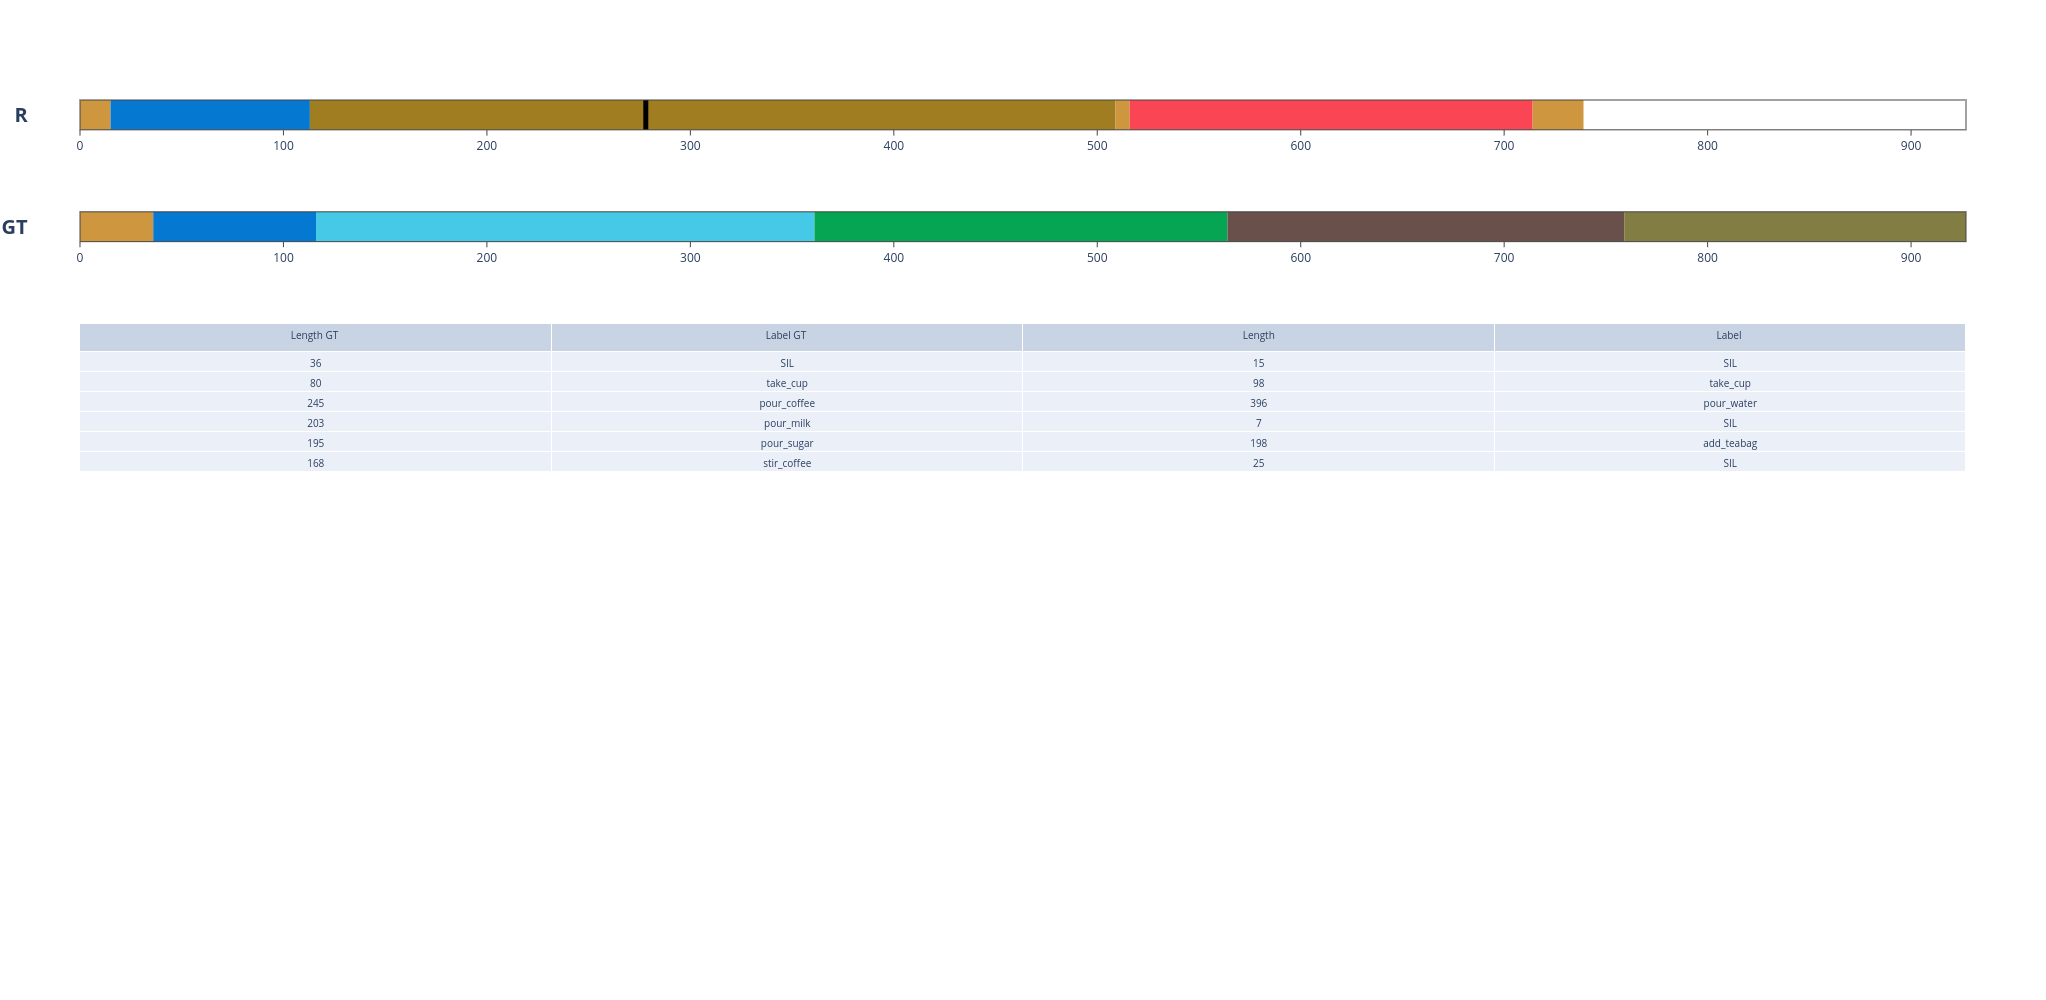 R
0 100 200 300 400 500 600 700 800 900
GT
0 100 200 300 400 500 600 700 800 900
Length GT Label GT Length Label
36 SIL 15 SIL
80 take_cup 98 take_cup
245 pour_coffee 396 pour_water
203 pour_milk 7 SIL
195 pour_sugar 198 add_teabag
168 stir_coffee 25 SIL